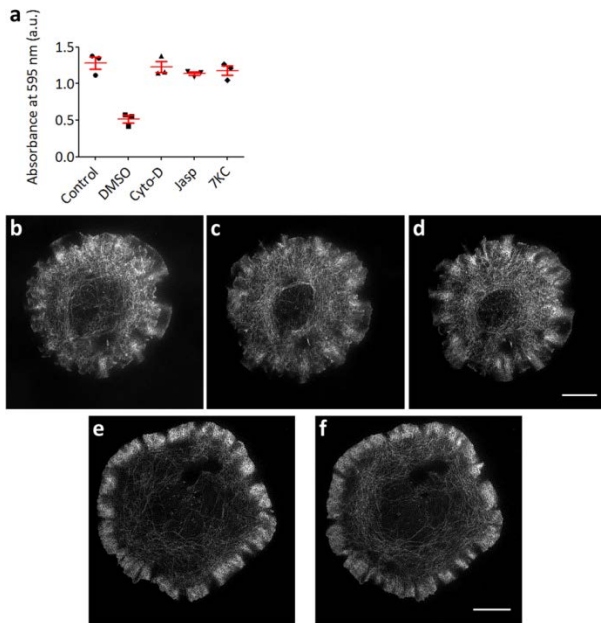 a
Absorbance at 595 nm (a.u.)
1.5
1.0
0.5
0.0
Control
DMSO
Cyto-D
Jasp
7KC
b
c
d
e
f